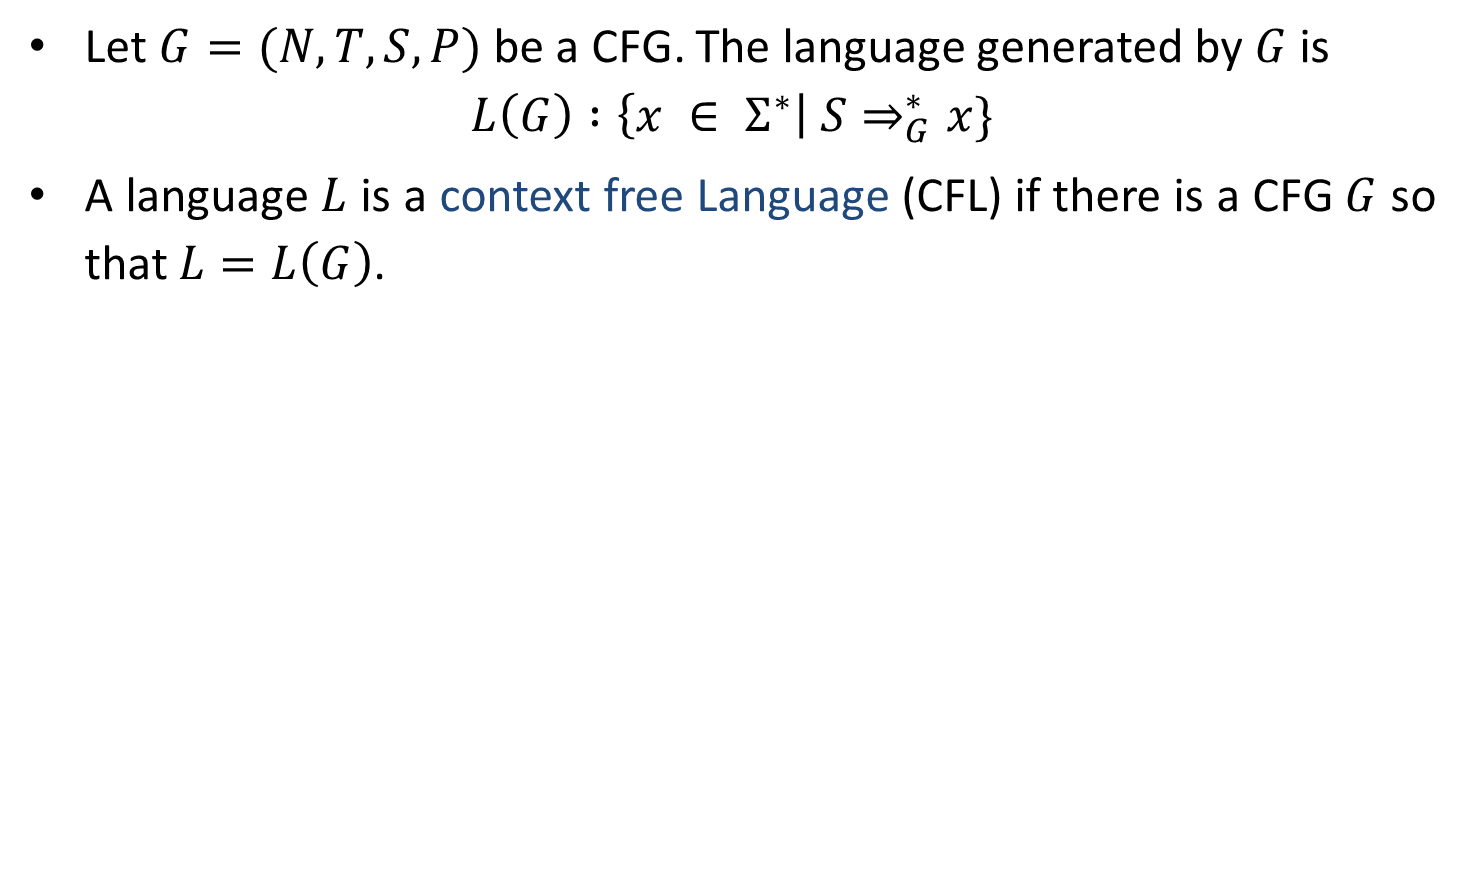 • Let 𝐺 = (𝑁, 𝑇, 𝑆, 𝑃) be a CFG. The language generated by 𝐺 is
𝐿(𝐺) : {𝑥 ∈ Σ*| 𝑆 ⇒*_𝐺 𝑥}
• A language 𝐿 is a context free Language (CFL) if there is a CFG 𝐺 so
that 𝐿 = 𝐿(𝐺).